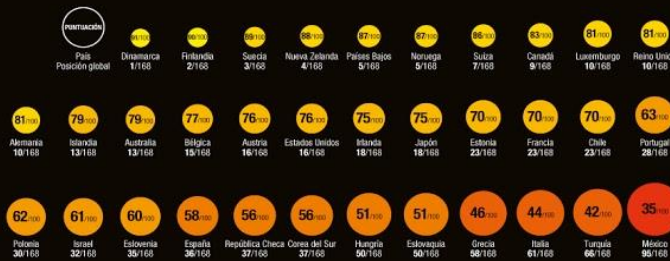 PUNTUACIÓN
País
Posición global
91/100
Dinamarca
1/168
90/100
Finlandia
2/168
89/100
Suecia
3/168
88/100
Nueva Zelanda
4/168
87/100
Países Bajos
5/168
87/100
Noruega
5/168
86/100
Suiza
7/168
83/100
Canadá
9/168
81/100
Luxemburgo
10/168
81/100
Reino Unid
10/168
81/100
Alemania
10/168
79/100
Islandia
13/168
79/100
Australia
13/168
77/100
Bélgica
15/168
76/100
Austria
16/168
76/100
Estados Unidos
16/168
75/100
Irlanda
18/168
75/100
Japón
18/168
70/100
Estonia
23/168
70/100
Francia
23/168
70/100
Chile
23/168
63/100
Portugal
28/168
62/100
Polonia
30/168
61/100
Israel
32/168
60/100
Eslovenia
35/168
58/100
España
36/168
56/100
República Checa
37/168
56/100
Corea del Sur
37/168
51/100
Hungría
50/168
51/100
Eslovaquia
50/168
46/100
Grecia
58/168
44/100
Italia
61/168
42/100
Turquía
66/168
35/100
México
95/168